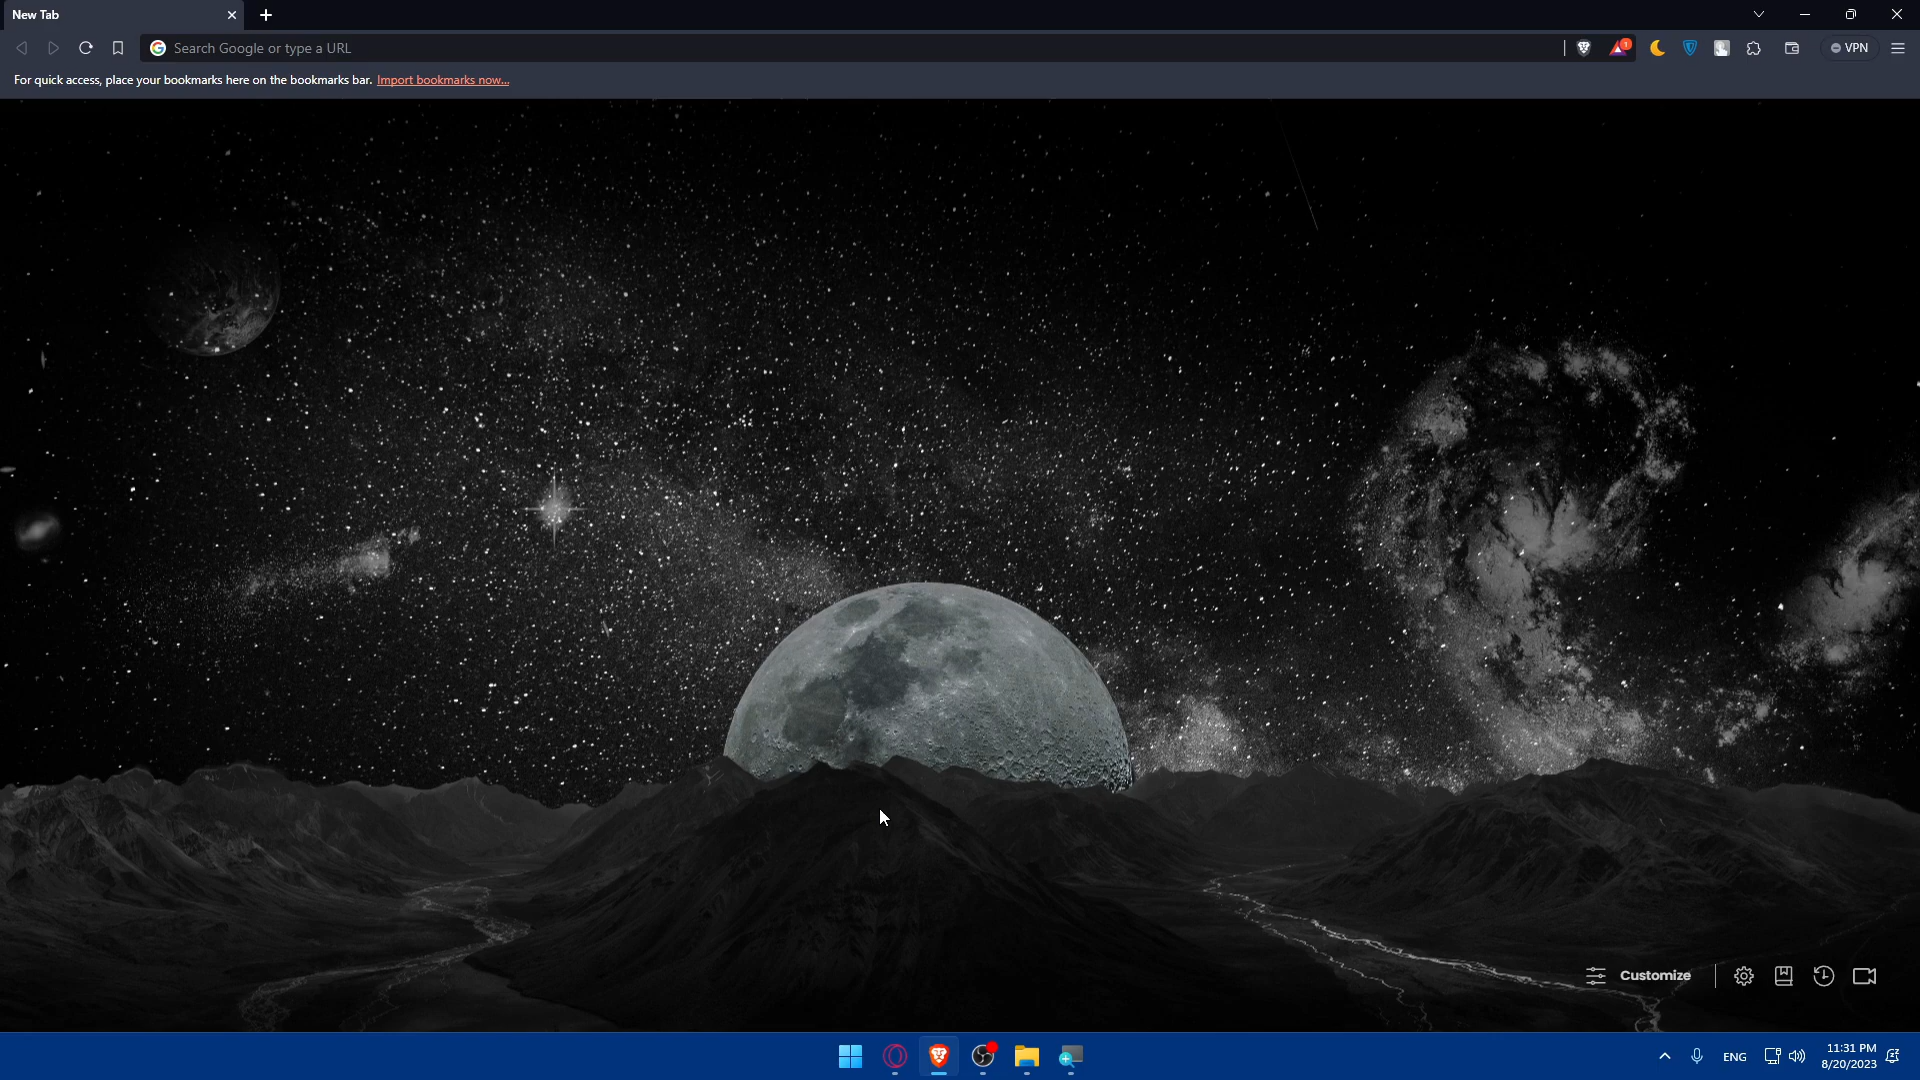 New Tab
Search Google or type a URL
1
VPN
For quick access, place your bookmarks here on the bookmarks bar. Import bookmarks now...
Customize
ENG
11:31 PM
8/20/2023